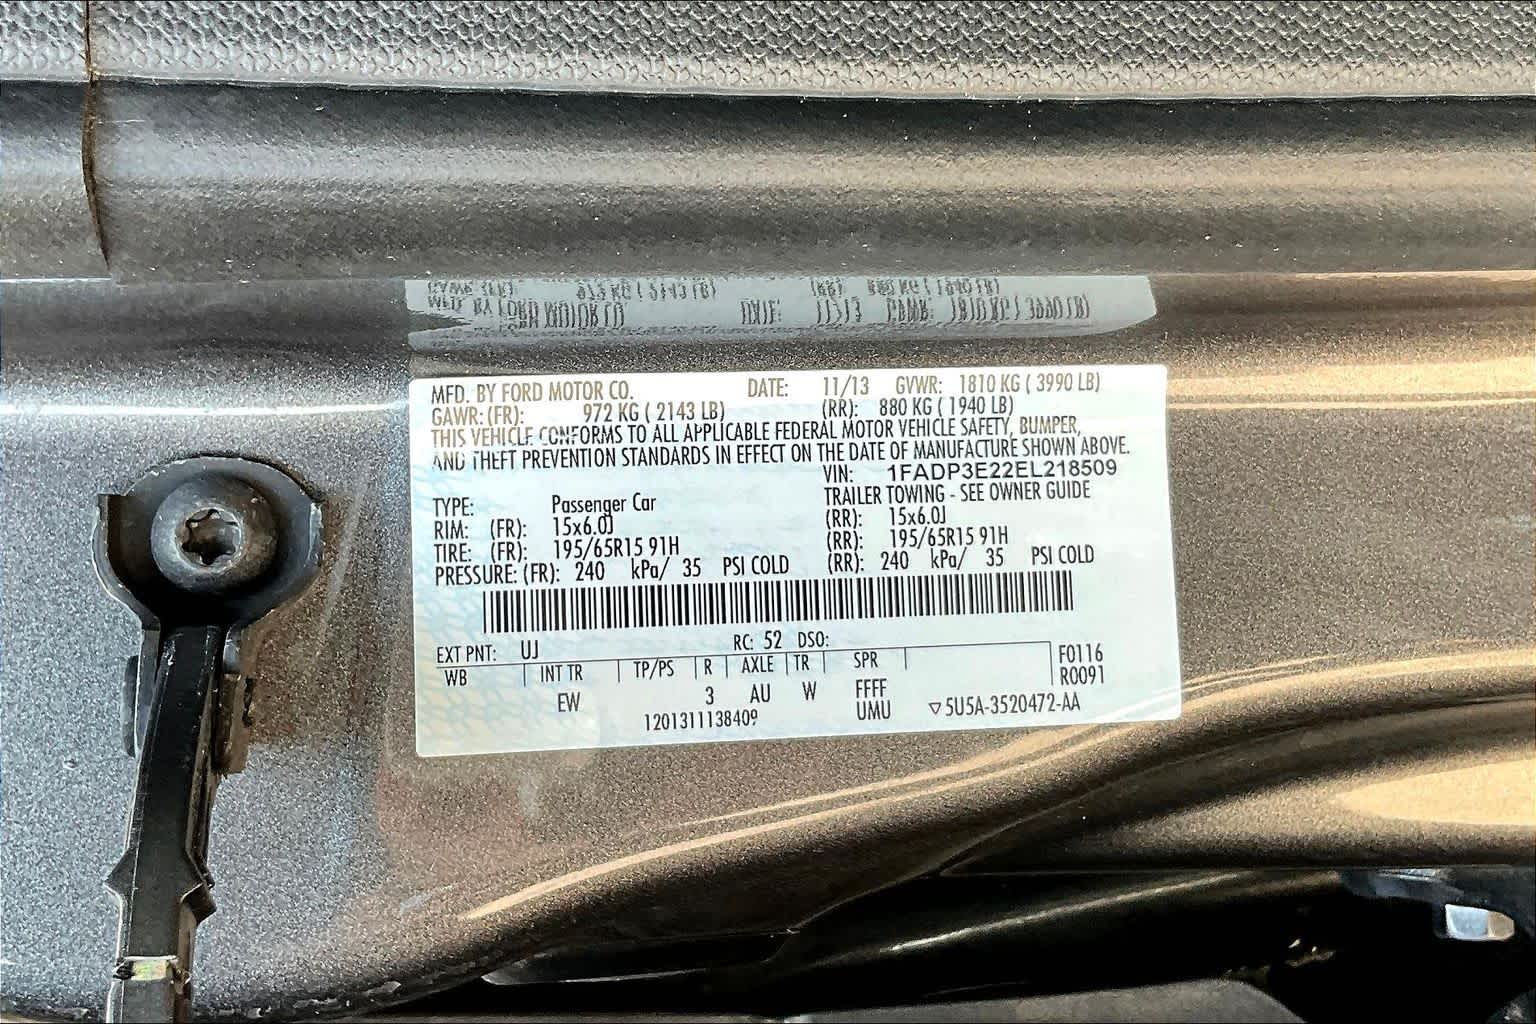 MFD. BY FORD MOTOR CO. DATE: 11/13 GVWR: 1810 KG ( 3990 LB)
GAWR: (FR): 972 KG ( 2143 LB) (RR): 880 KG ( 1940 LB)
THIS VEHICLE CONFORMS TO ALL APPLICABLE FEDERAL MOTOR VEHICLE SAFETY, BUMPER,
AND THEFT PREVENTION STANDARDS IN EFFECT ON THE DATE OF MANUFACTURE SHOWN ABOVE.
VIN: 1FADP3E22EL218509
TYPE: Passenger Car TRAILER TOWING - SEE OWNER GUIDE
RIM: (FR): 15x6.0J (RR): 15x6.0J
TIRE: (FR): 195/65R15 91H (RR): 195/65R15 91H
PRESSURE: (FR): 240 kPa/ 35 PSI COLD (RR): 240 kPa/ 35 PSI COLD
EXT PNT: UJ RC: 52 DSO:
WB INT TR TP/PS R AXLE TR SPR F0116
R0091
EW 3 AU W FFFF
UMU ▽5U5A-3520472-AA
1201311138409